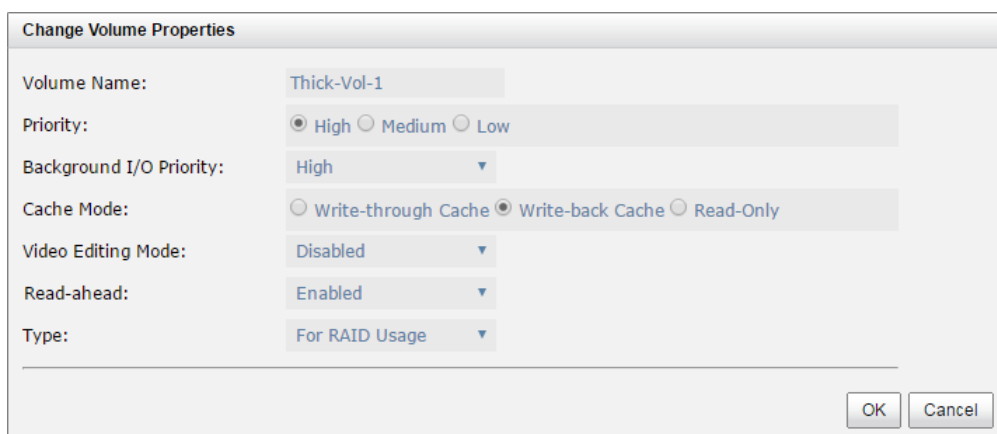 Change Volume Properties
Volume Name: Thick-Vol-1
Priority: High Medium Low
Background I/O Priority: High
Cache Mode: Write-through Cache Write-back Cache Read-Only
Video Editing Mode: Disabled
Read-ahead: Enabled
Type: For RAID Usage
OK Cancel